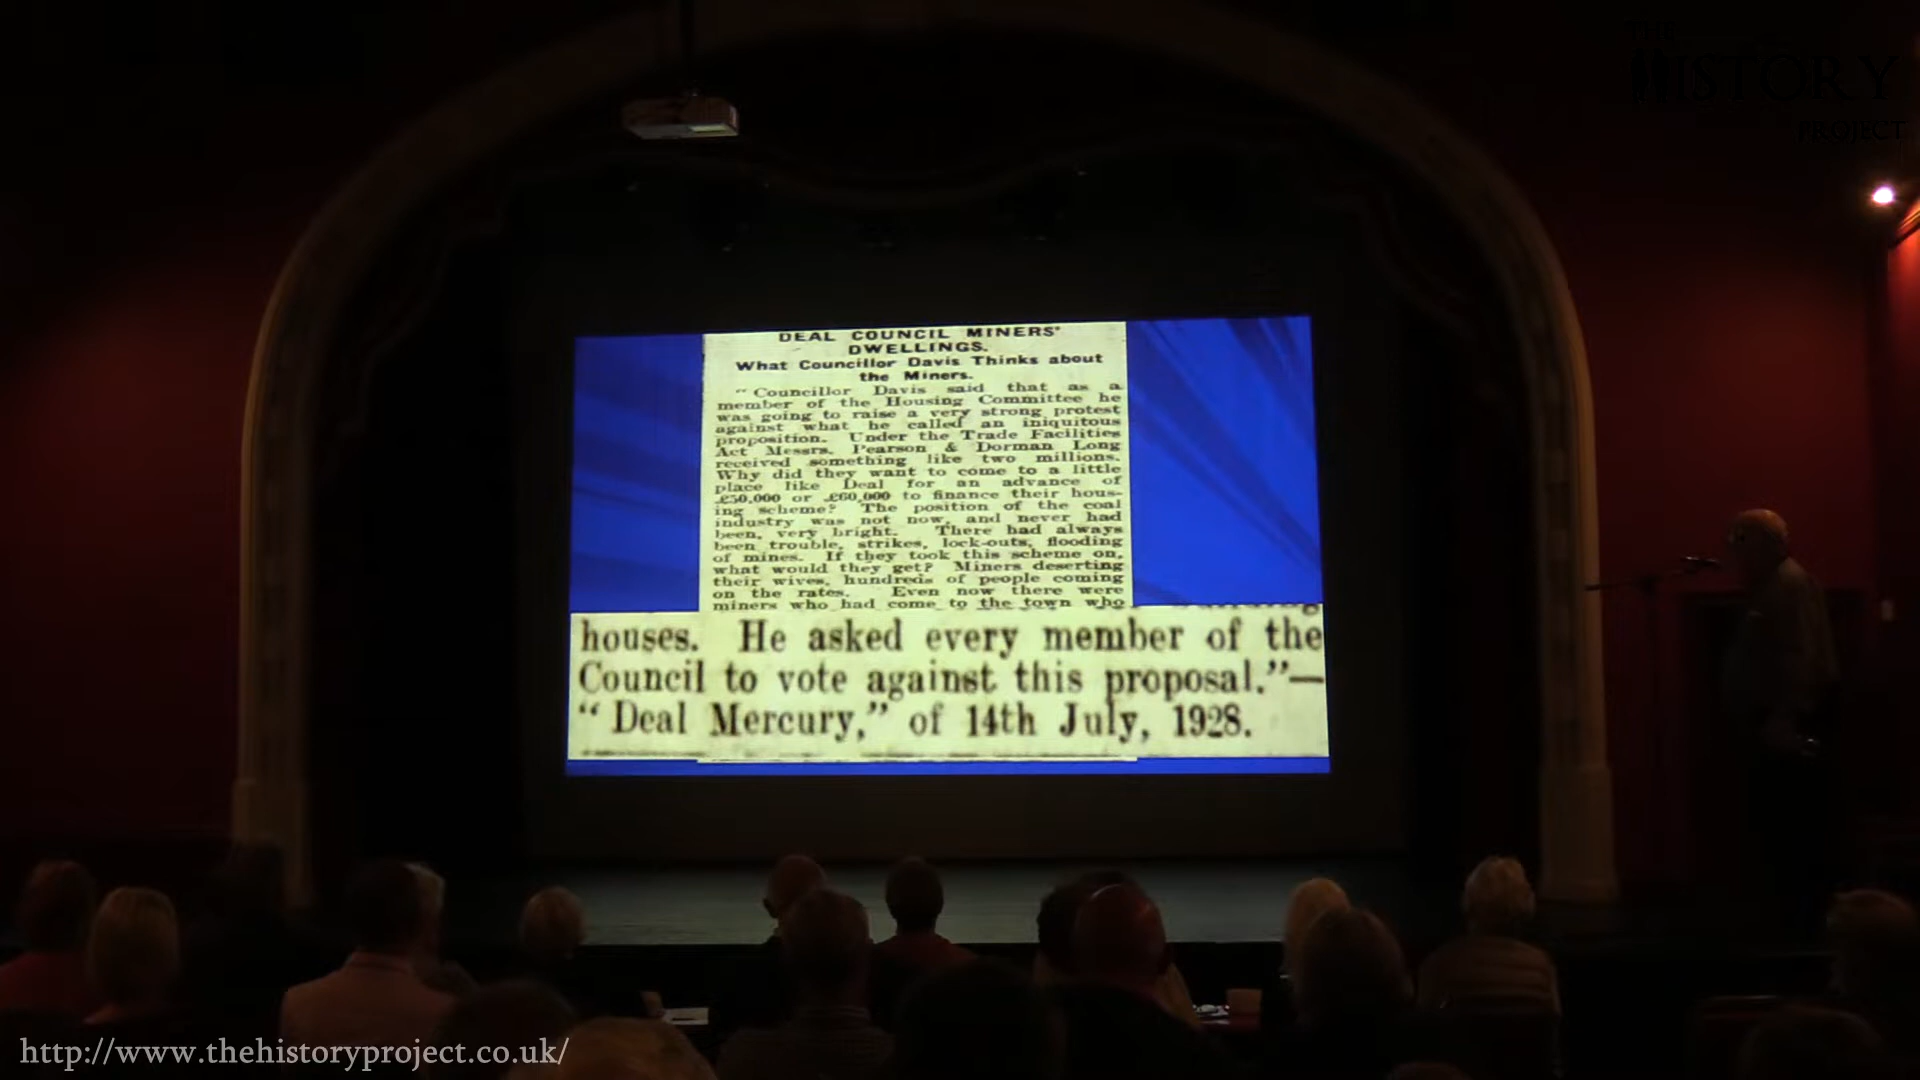 THE
HISTORY
PROJECT
DEAL COUNCIL MINERS'
DWELLINGS.
What Councillor Davis Thinks about
the Miners.
"Councillor Davis said that as a
member of the Housing Committee he
was going to raise a very strong protest
against what he called an iniquitous
proposition. Under the Trade Facilities
Act Messrs. Pearson & Dorman Long
received something like two millions.
Why did they want to come to a little
place like Deal for an advance of
£50,000 or £60,000 to finance their hous-
ing scheme? The position of the coal
industry was not now, and never had
been, very bright. There had always
been trouble, strikes, lock-outs, flooding
of mines. If they took this scheme on,
what would they get? Miners deserting
their wives, hundreds of people coming
on the rates. Even now there were
miners who had come to the town who
houses. He asked every member of the
Council to vote against this proposal."—
"Deal Mercury," of 14th July, 1928.
http://www.thehistoryproject.co.uk/